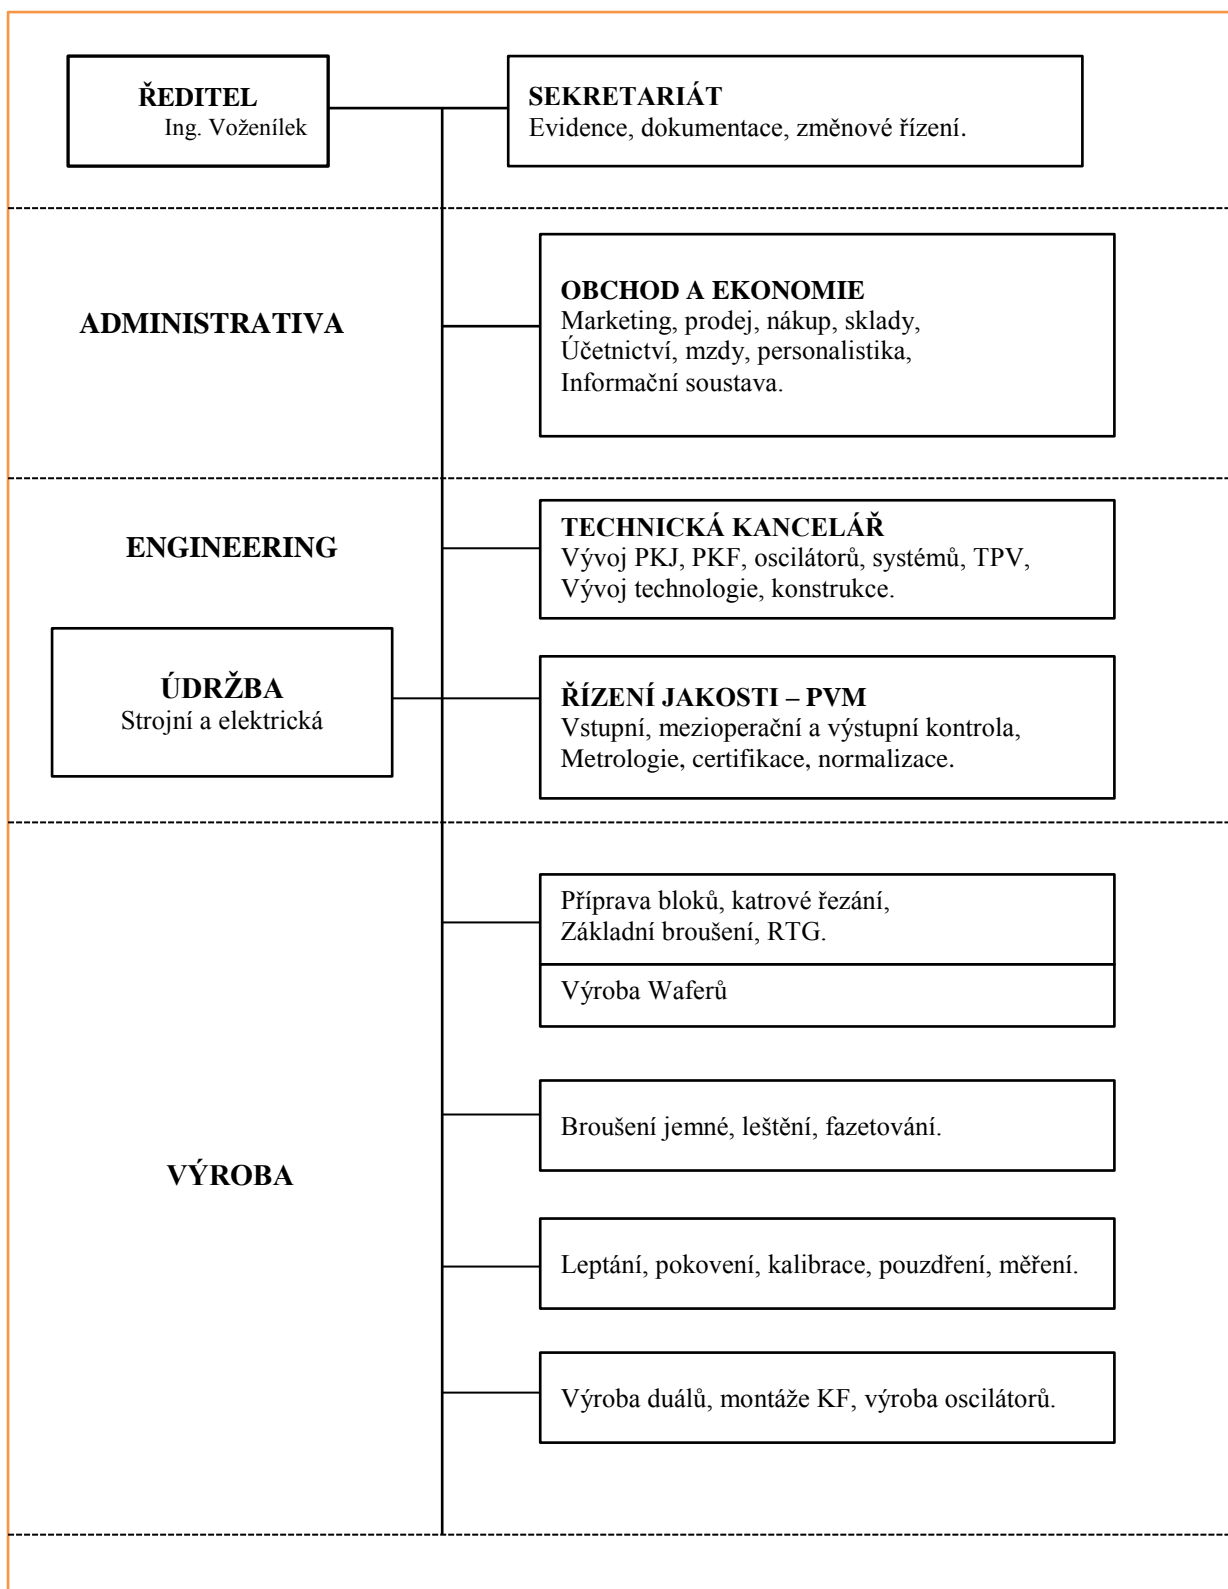 ŘEDITEL
Ing. Voženílek
SEKRETARIÁT
Evidence, dokumentace, změnové řízení.
ADMINISTRATIVA
OBCHOD A EKONOMIE
Marketing, prodej, nákup, sklady,
Účetnictví, mzdy, personalistika,
Informační soustava.
ENGINEERING
TECHNICKÁ KANCELÁŘ
Vývoj PKJ, PKF, oscilátorů, systémů, TPV,
Vývoj technologie, konstrukce.
ÚDRŽBA
Strojní a elektrická
ŘÍZENÍ JAKOSTI – PVM
Vstupní, mezioperační a výstupní kontrola,
Metrologie, certifikace, normalizace.
VÝROBA
Příprava bloků, katrové řezání,
Základní broušení, RTG.
Výroba Waferů
Broušení jemné, leštění, fazetování.
Leptání, pokovení, kalibrace, pouzdření, měření.
Výroba duálů, montáže KF, výroba oscilátorů.